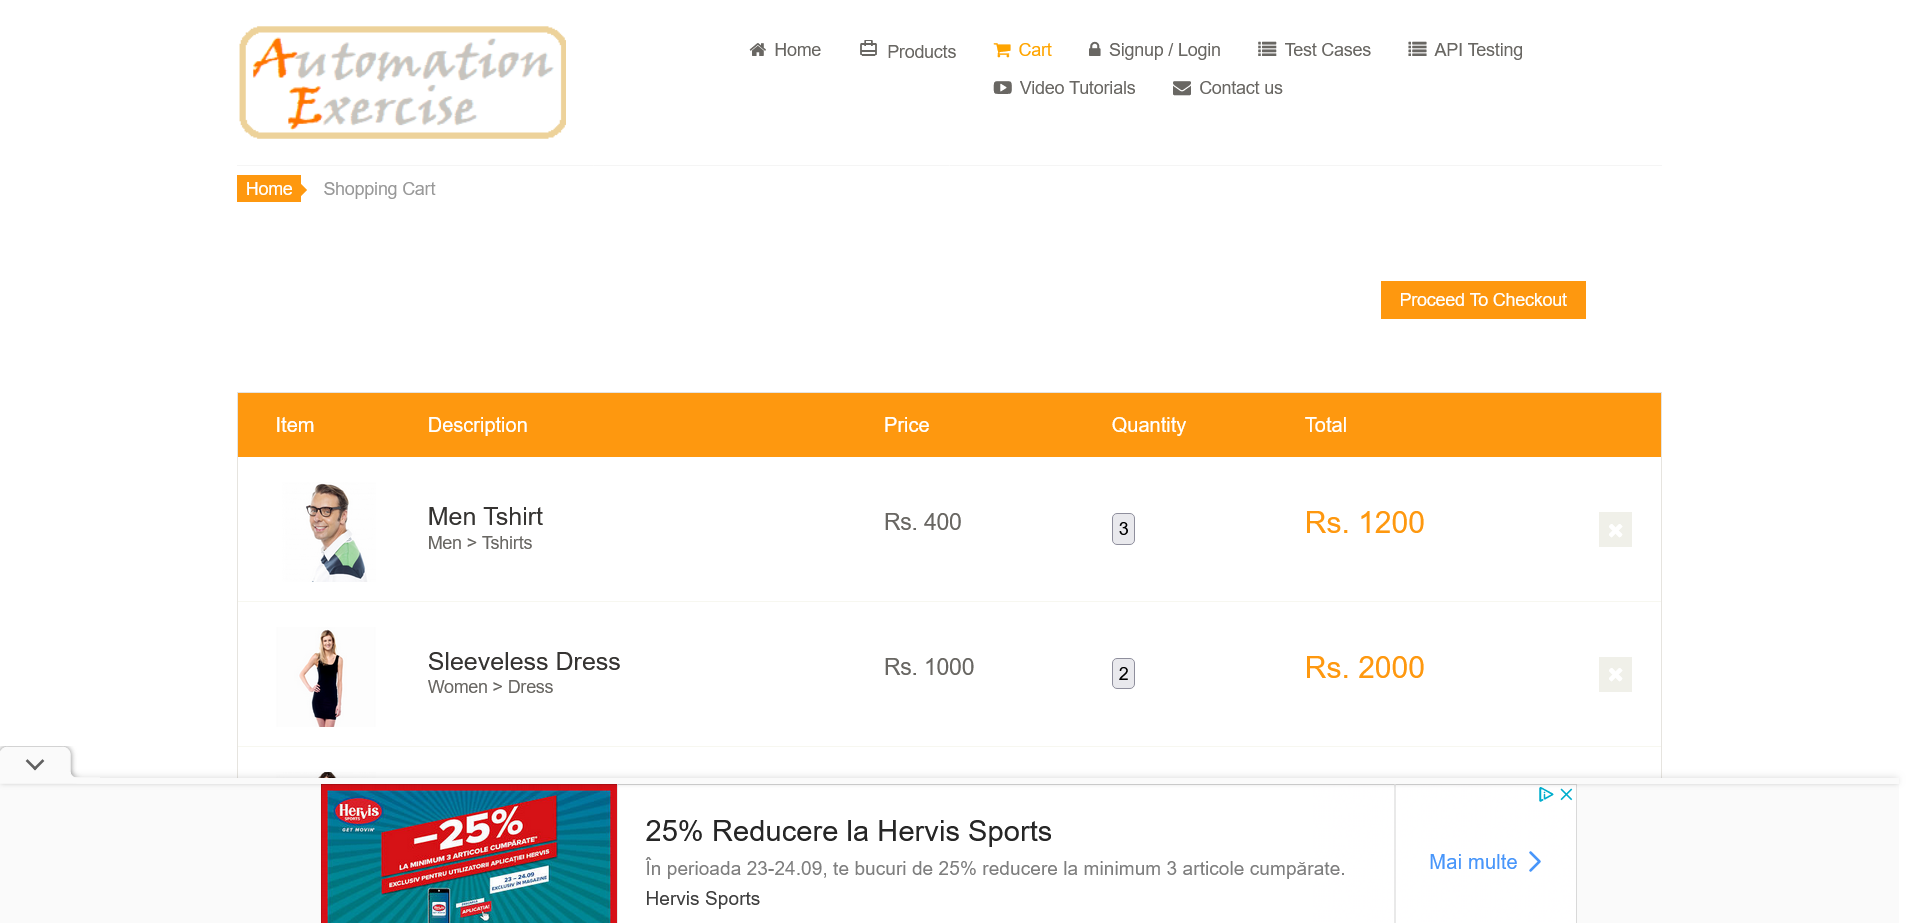 Automation
Exercise
Home
Products
Cart
Signup / Login
Test Cases
API Testing
Video Tutorials
Contact us
Home
Shopping Cart
Proceed To Checkout
Item Description Price Quantity Total
Men Tshirt
Men > Tshirts
Rs. 400
3
Rs. 1200
Sleeveless Dress
Women > Dress
Rs. 1000
2
Rs. 2000
Hervis
SPORTS
GET MOVIN'
–25%
LA MINIMUM 3 ARTICOLE CUMPĂRATE*
EXCLUSIV PENTRU UTILIZATORII APLICAȚIEI HERVIS
23 – 24.09
EXCLUSIV ÎN MAGAZINE
APLICAȚIA!
25% Reducere la Hervis Sports
În perioada 23-24.09, te bucuri de 25% reducere la minimum 3 articole cumpărate.
Hervis Sports
Mai multe